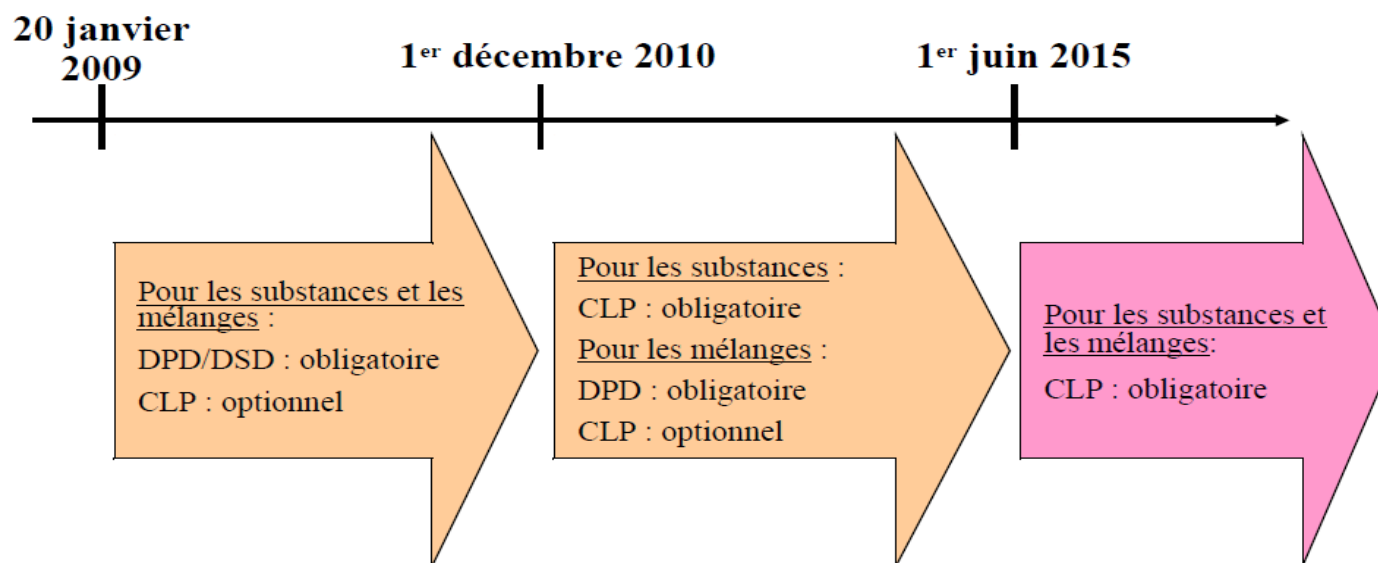 20 janvier
2009
1er décembre 2010
1er juin 2015
Pour les substances et les
mélanges :
DPD/DSD : obligatoire
CLP : optionnel
Pour les substances :
CLP : obligatoire
Pour les mélanges :
DPD : obligatoire
CLP : optionnel
Pour les substances et
les mélanges:
CLP : obligatoire